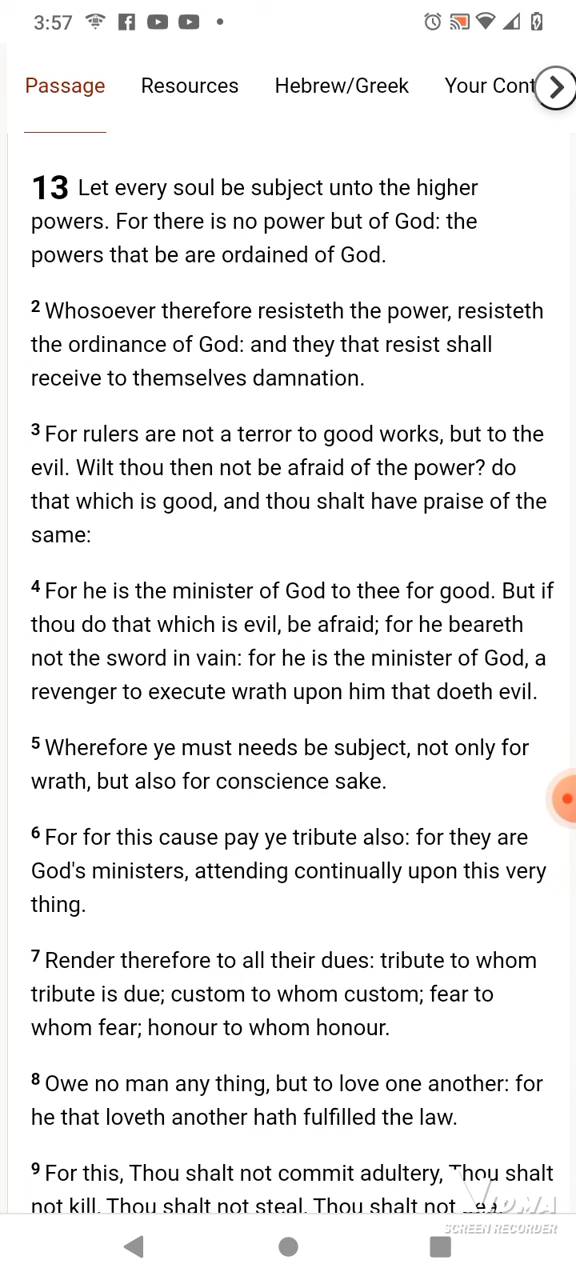 3:57
Passage Resources Hebrew/Greek Your Cont
13 Let every soul be subject unto the higher
powers. For there is no power but of God: the
powers that be are ordained of God.
2 Whosoever therefore resisteth the power, resisteth
the ordinance of God: and they that resist shall
receive to themselves damnation.
3 For rulers are not a terror to good works, but to the
evil. Wilt thou then not be afraid of the power? do
that which is good, and thou shalt have praise of the
same:
4 For he is the minister of God to thee for good. But if
thou do that which is evil, be afraid; for he beareth
not the sword in vain: for he is the minister of God, a
revenger to execute wrath upon him that doeth evil.
5 Wherefore ye must needs be subject, not only for
wrath, but also for conscience sake.
6 For for this cause pay ye tribute also: for they are
God's ministers, attending continually upon this very
thing.
7 Render therefore to all their dues: tribute to whom
tribute is due; custom to whom custom; fear to
whom fear; honour to whom honour.
8 Owe no man any thing, but to love one another: for
he that loveth another hath fulfilled the law.
9 For this, Thou shalt not commit adultery, Thou shalt
not kill, Thou shalt not steal, Thou shalt not
VIDMA
SCREEN RECORDER